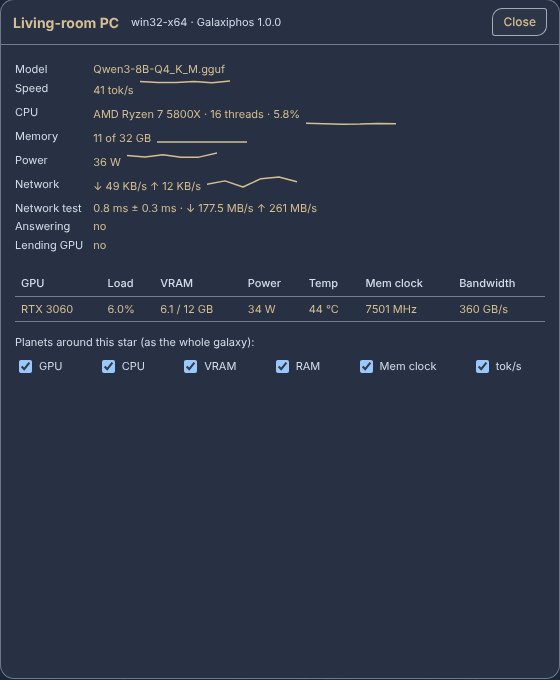 Living-room PC win32-x64 · Galaxiphos 1.0.0 Close
Model Qwen3-8B-Q4_K_M.gguf
Speed 41 tok/s
CPU AMD Ryzen 7 5800X · 16 threads · 5.8%
Memory 11 of 32 GB
Power 36 W
Network ↓ 49 KB/s ↑ 12 KB/s
Network test 0.8 ms ± 0.3 ms · ↓ 177.5 MB/s ↑ 261 MB/s
Answering no
Lending GPU no
GPU Load VRAM Power Temp Mem clock Bandwidth
RTX 3060 6.0% 6.1 / 12 GB 34 W 44 °C 7501 MHz 360 GB/s
Planets around this star (as the whole galaxy):
GPU CPU VRAM RAM Mem clock tok/s